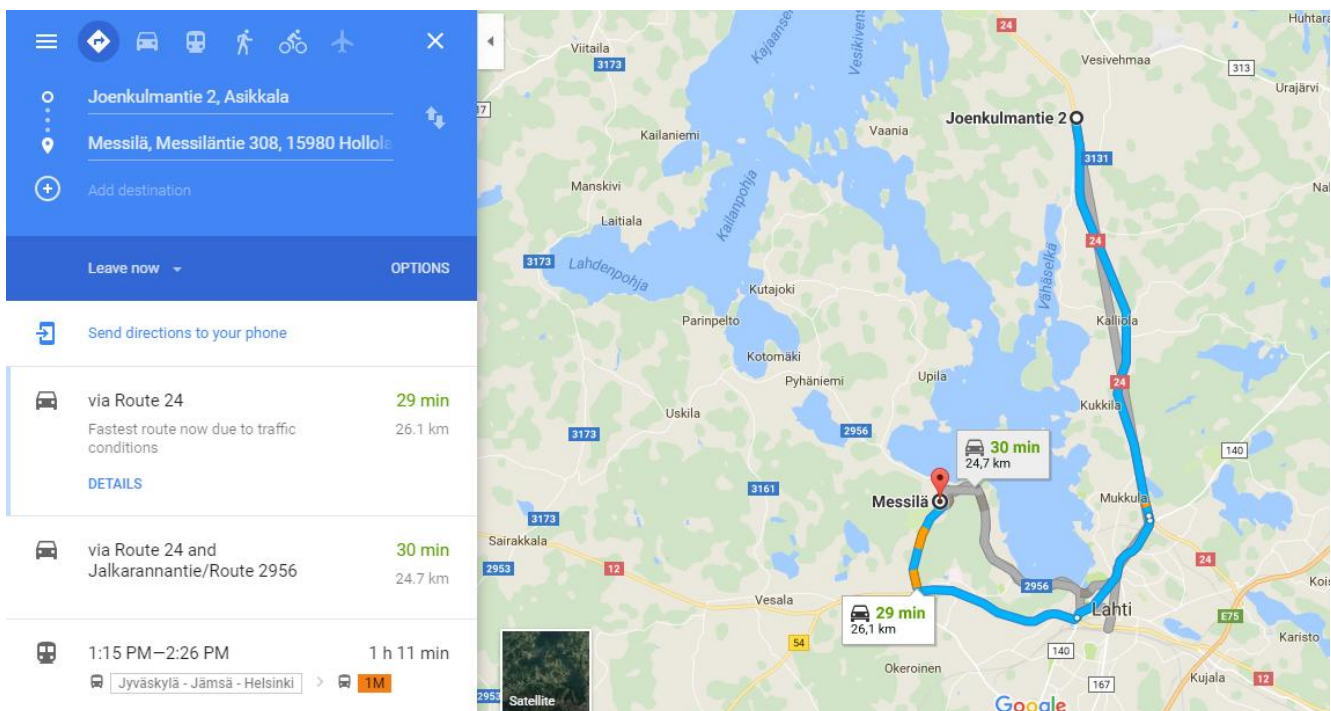 Joenkulmantie 2, Asikkala
Messilä, Messiläntie 308, 15980 Hollola
Add destination
Leave now
OPTIONS
Send directions to your phone
via Route 24
29 min
Fastest route now due to traffic
conditions
26.1 km
DETAILS
via Route 24 and
Jalkarannantie/Route 2956
30 min
24.7 km
1:15 PM–2:26 PM
1 h 11 min
Jyväskylä - Jämsä - Helsinki
1M
Viitaila
3173
24
Vesivehmaa
313
Urajärvi
17
Joenkulmantie 2
Kailaniemi
Vaania
3131
Manskivi
Laitiala
Kailanpohja
24
3173
Lahdenpohja
Vähäselkä
Kutajoki
Parinpelto
Kalliola
Kotomäki
Pyhäniemi
Upila
24
Kukkila
Uskila
3173
2956
30 min
24,7 km
140
3161
Messilä
Mukkula
3173
Sairakkala
2953
12
24
2956
Vesala
29 min
26,1 km
Lahti
E75
54
140
Karisto
Okeroinen
167
Kujala
12
2953
Satellite
Google